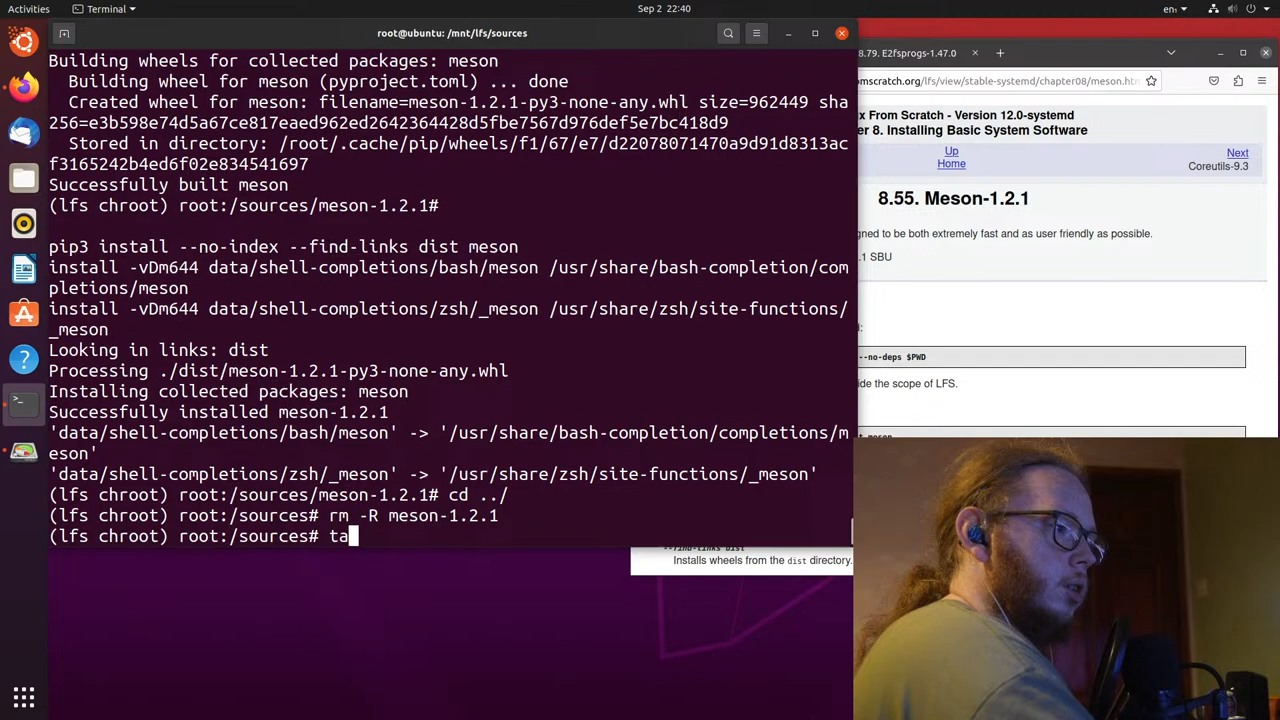 Activities
Terminal
Sep 2 22:40
en
root@ubuntu: /mnt/lfs/sources
Building wheels for collected packages: meson
Building wheel for meson (pyproject.toml) ... done
Created wheel for meson: filename=meson-1.2.1-py3-none-any.whl size=962449 sha
256=e3b598e74d5a67ce817eaed962ed2642364428d5fbe7567d976def5e7bc418d9
Stored in directory: /root/.cache/pip/wheels/f1/67/e7/d22078071470a9d91d8313ac
f3165242b4ed6f02e834541697
Successfully built meson
(lfs chroot) root:/sources/meson-1.2.1#
pip3 install --no-index --find-links dist meson
install -vDm644 data/shell-completions/bash/meson /usr/share/bash-completion/com
pletions/meson
install -vDm644 data/shell-completions/zsh/_meson /usr/share/zsh/site-functions/
_meson
Looking in links: dist
Processing ./dist/meson-1.2.1-py3-none-any.whl
Installing collected packages: meson
Successfully installed meson-1.2.1
'data/shell-completions/bash/meson' -> '/usr/share/bash-completion/completions/m
eson'
'data/shell-completions/zsh/_meson' -> '/usr/share/zsh/site-functions/_meson'
(lfs chroot) root:/sources/meson-1.2.1# cd ../
(lfs chroot) root:/sources# rm -R meson-1.2.1
(lfs chroot) root:/sources# ta
8.79. E2fsprogs-1.47.0
omscratch.org/lfs/view/stable-systemd/chapter08/meson.htm
x From Scratch - Version 12.0-systemd
er 8. Installing Basic System Software
Up
Home
Next
Coreutils-9.3
8.55. Meson-1.2.1
gned to be both extremely fast and as user friendly as possible.
.1 SBU
d:
--no-deps $PWD
ide the scope of LFS.
--find-links dist
Installs wheels from the dist directory.